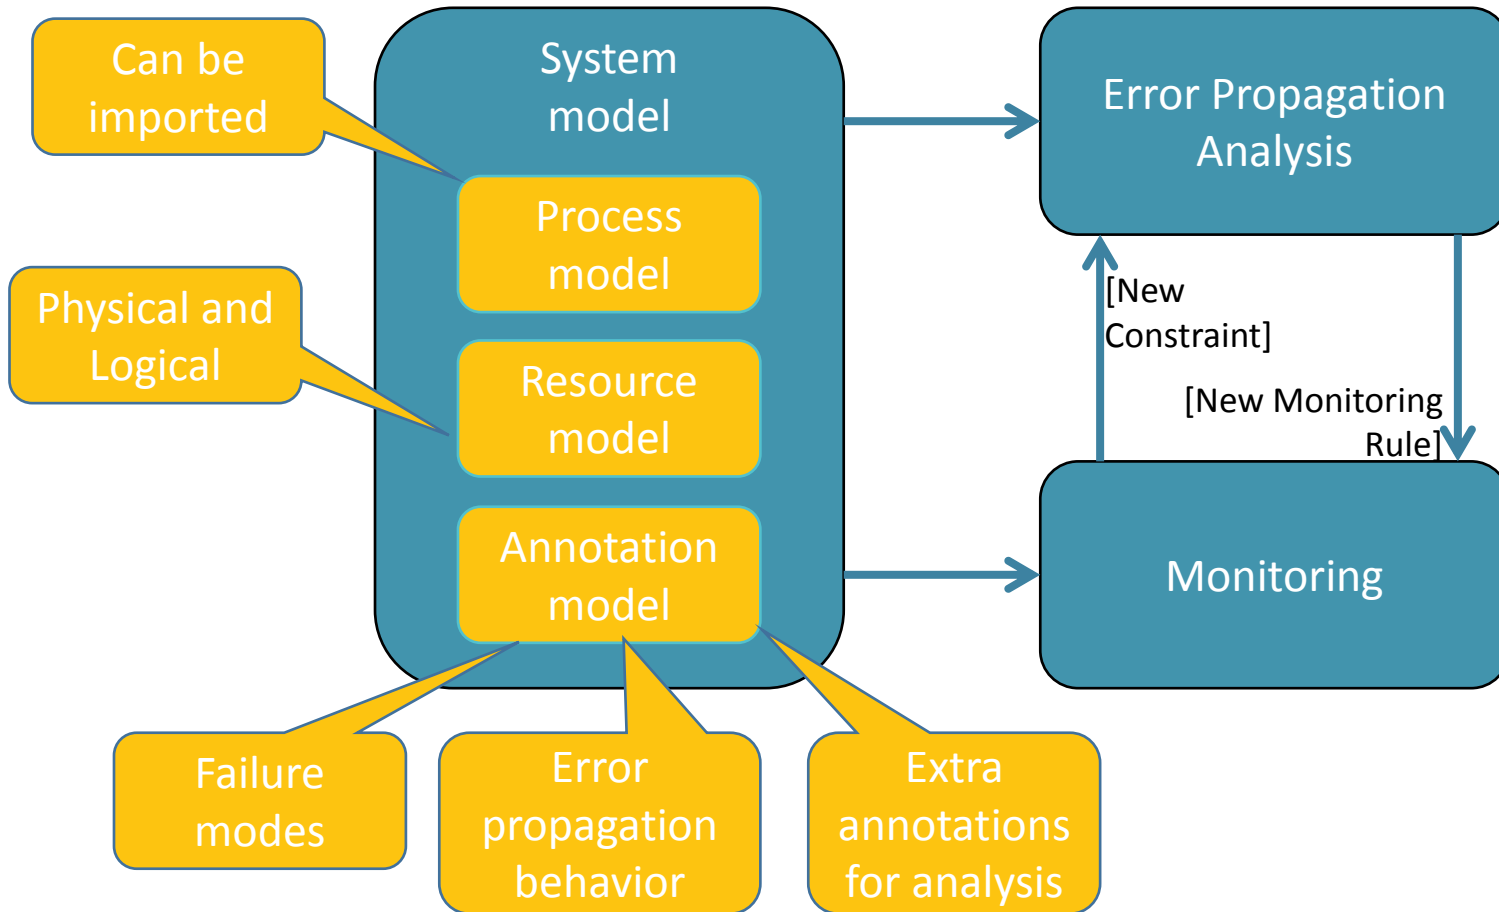 Can be
imported
System
model
Error Propagation
Analysis
Process
model
Physical and
Logical
[New
Constraint]
Resource
model
[New Monitoring
Rule]
Annotation
model
Monitoring
Failure
modes
Error
propagation
behavior
Extra
annotations
for analysis